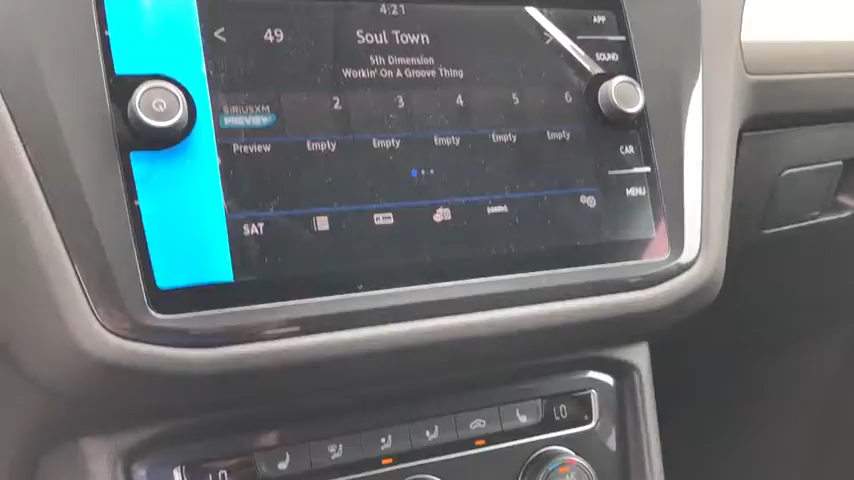 4:21
APP
49 Soul Town
SOUND
5th Dimension
Workin' On A Groove Thing
SIRIUSXM 2 3 4 5 6
PREVIEW
Preview Empty Empty Empty Empty Empty
CAR
MENU
SAT
LO
LO